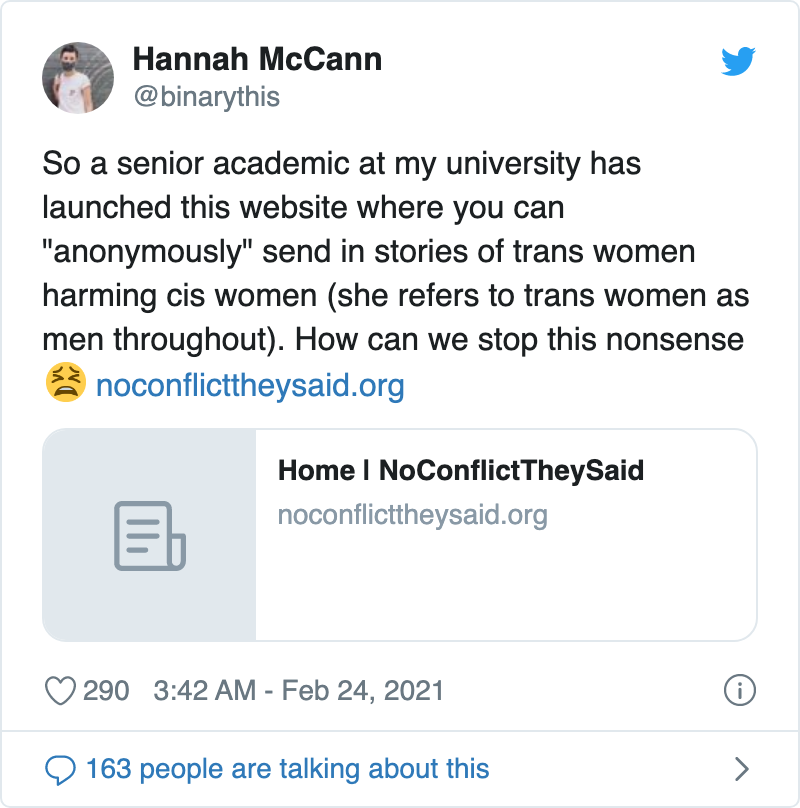 Hannah McCann
@binarythis
So a senior academic at my university has
launched this website where you can
"anonymously" send in stories of trans women
harming cis women (she refers to trans women as
men throughout). How can we stop this nonsense
😫 noconflicttheysaid.org
Home | NoConflictTheySaid
noconflicttheysaid.org
290 3:42 AM - Feb 24, 2021
163 people are talking about this